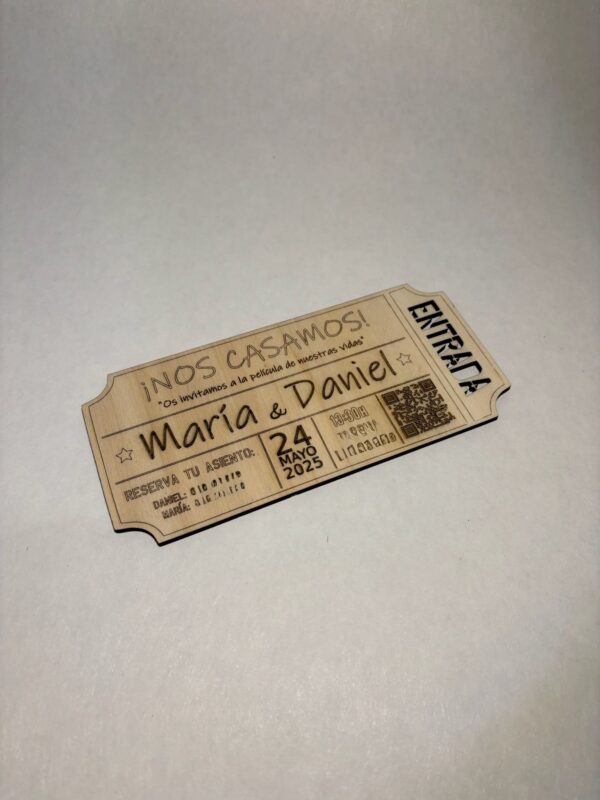 ¡NOS CASAMOS!
"Os invitamos a la película de nuestras vidas"
María & Daniel
RESERVA TU ASIENTO:
DANIEL:
MARÍA:
24
MAYO
2025
ENTRADA